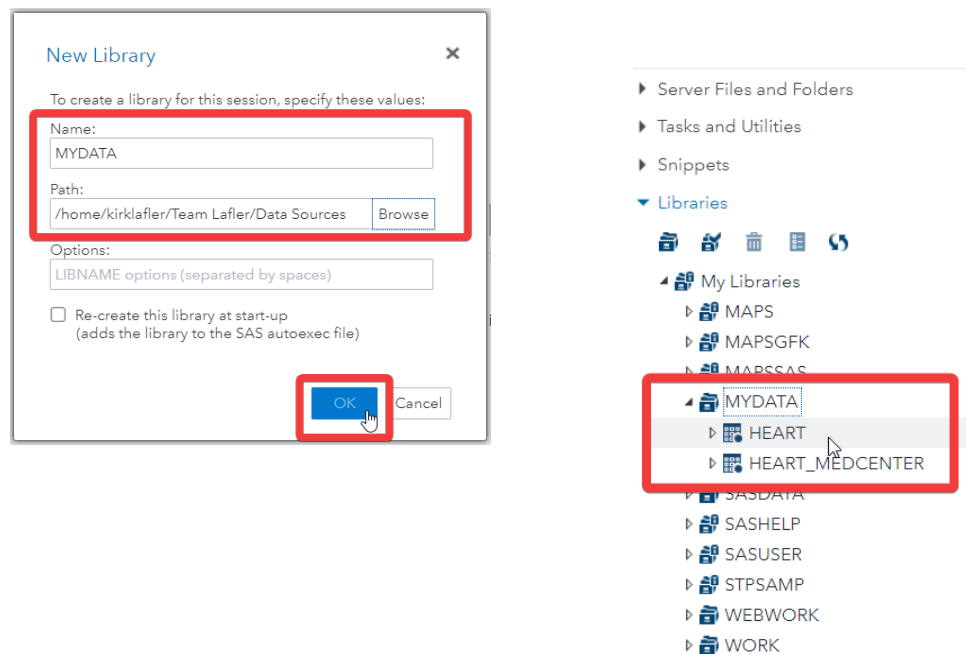 New Library
To create a library for this session, specify these values:
Name:
MYDATA
Path:
/home/kirklafler/Team Lafler/Data Sources
Browse
Options:
LIBNAME options (separated by spaces)
Re-create this library at start-up
(adds the library to the SAS autoexec file)
OK
Cancel
Server Files and Folders
Tasks and Utilities
Snippets
Libraries
My Libraries
MAPS
MAPSGFK
MAPSSAS
MYDATA
HEART
HEART_MEDCENTER
SASDATA
SASHELP
SASUSER
STPSAMP
WEBWORK
WORK